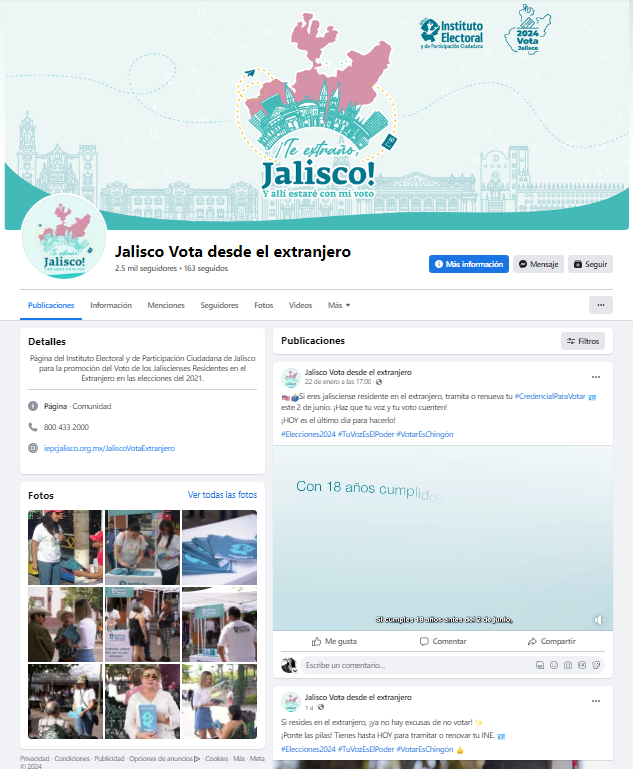 Instituto
Electoral
y de Participación Ciudadana
2024
Vota
Jalisco
¡Te extraño,
Jalisco!
Y allí estaré con mi voto
¡Te extraño,
Jalisco!
Jalisco Vota desde el extranjero
2.5 mil seguidores • 163 seguidos
Más información
Mensaje
Seguir
Publicaciones
Información
Menciones
Seguidores
Fotos
Videos
Más
Detalles
Página del Instituto Electoral y de Participación Ciudadana de Jalisco
para la promoción del Voto de los Jaliscienses Residentes en el
Extranjero en las elecciones del 2021.
Página · Comunidad
800 433 2000
iepcjalisco.org.mx/JaliscoVotaExtranjero
Fotos
Ver todas las fotos
Privacidad · Condiciones · Publicidad · Opciones de anuncios · Cookies · Más · Meta
© 2024
Publicaciones
Filtros
Jalisco Vota desde el extranjero
22 de enero a las 17:00 ·
Si eres jalisciense residente en el extranjero, tramita o renueva tu #CredencialParaVotar
este 2 de junio. ¡Haz que tu voz y tu voto cuenten!
¡HOY es el último día para hacerlo!
#Elecciones2024 #TuVozEsElPoder #VotarEsChingón
Con 18 años cumplidos
Si cumples 18 años antes del 2 de junio,
Me gusta
Comentar
Compartir
Escribe un comentario...
Jalisco Vota desde el extranjero
1 d ·
Si resides en el extranjero, ¡ya no hay excusas de no votar!
¡Ponte las pilas! Tienes hasta HOY para tramitar o renovar tu INE.
#Elecciones2024 #TuVozEsElPoder #VotarEsChingón